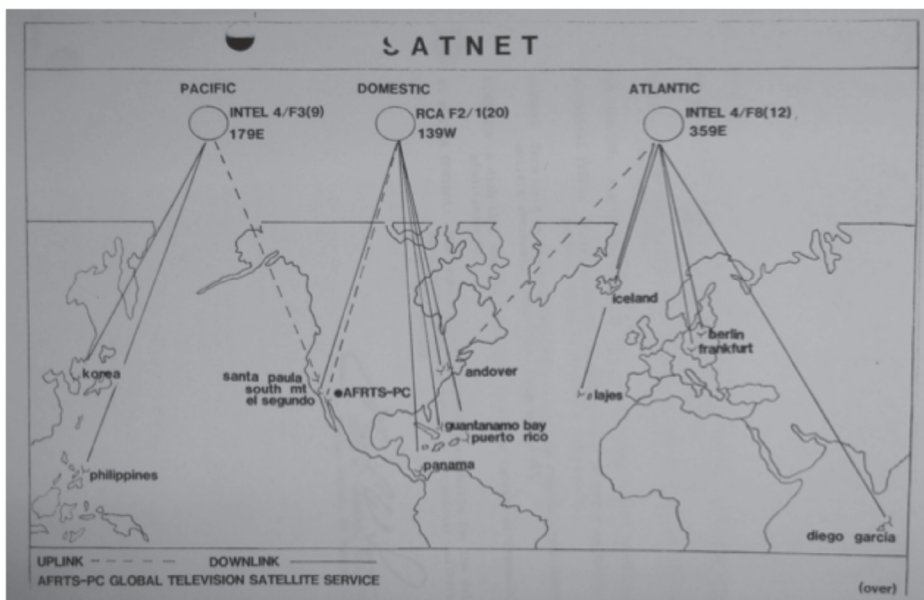 SATNET
PACIFIC
INTEL 4/F3(9)
179E
DOMESTIC
RCA F2/1(20)
139W
ATLANTIC
INTEL 4/F8(12)
359E
iceland
berlin
frankfurt
korea
santa paula
south mt
el segundo
AFRTS-PC
andover
lajes
guantanamo bay
puerto rico
panama
philippines
diego garcia
UPLINK
DOWNLINK
AFRTS-PC GLOBAL TELEVISION SATELLITE SERVICE
(over)